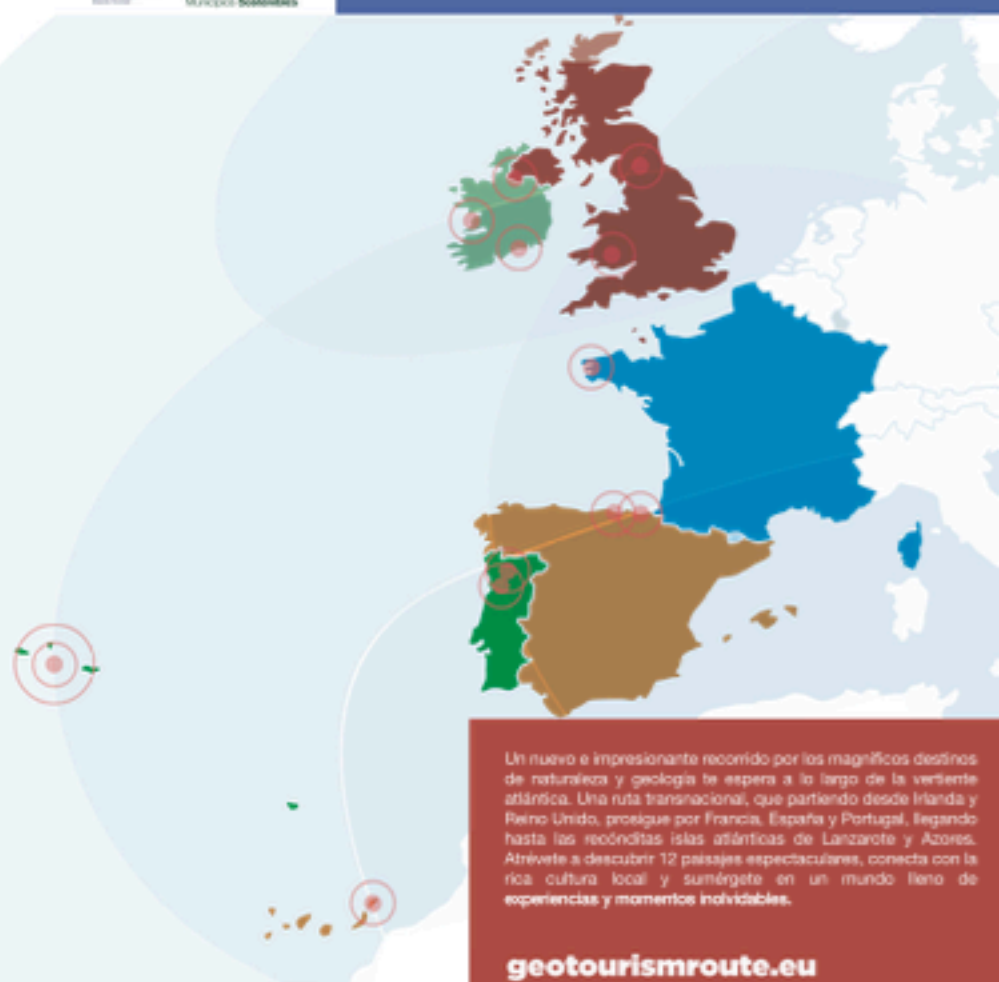 Municipios Sostenibles
Un nuevo e impresionante recorrido por los magníficos destinos
de naturaleza y geología te espera a lo largo de la vertiente
atlántica. Una ruta transnacional, que partiendo desde Irlanda y
Reino Unido, prosigue por Francia, España y Portugal, llegando
hasta las recónditas islas atlánticas de Lanzarote y Azores.
Atrévete a descubrir 12 paisajes espectaculares, conecta con la
rica cultura local y sumérgete en un mundo lleno de
experiencias y momentos inolvidables.
geotourismroute.eu